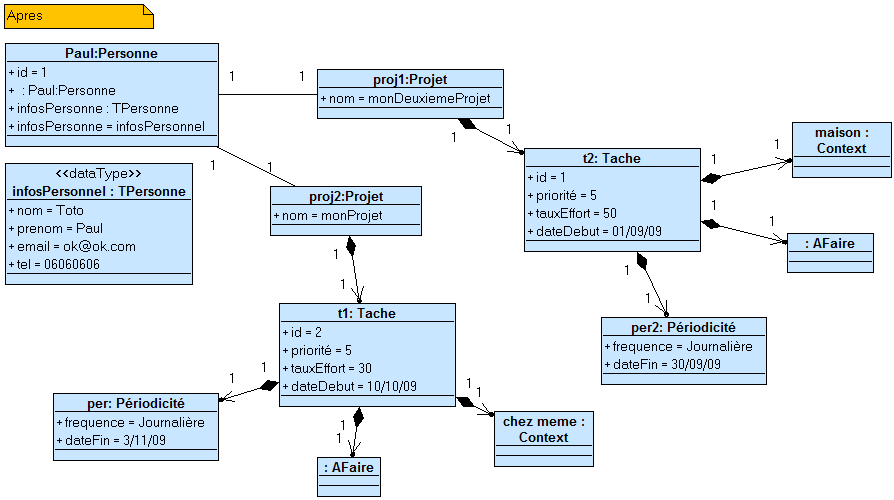 Apres
Paul:Personne
+ id = 1
+ : Paul:Personne
+ infosPersonne : TPersonne
+ infosPersonne = infosPersonnel
1
1
proj1:Projet
+ nom = monDeuxiemeProjet
1
1
<<dataType>>
infosPersonnel : TPersonne
+ nom = Toto
+ prenom = Paul
+ email = ok@ok.com
+ tel = 06060606
1
1
proj2:Projet
+ nom = monProjet
1
1
t2: Tache
+ id = 1
+ priorité = 5
+ tauxEffort = 50
+ dateDebut = 01/09/09
1
1
maison :
Context
1
1
: AFaire
1
1
per2: Périodicité
+ frequence = Journalière
+ dateFin = 30/09/09
t1: Tache
+ id = 2
+ priorité = 5
+ tauxEffort = 30
+ dateDebut = 10/10/09
1
1
per: Périodicité
+ frequence = Journalière
+ dateFin = 3/11/09
1
1
: AFaire
1
1
chez meme :
Context